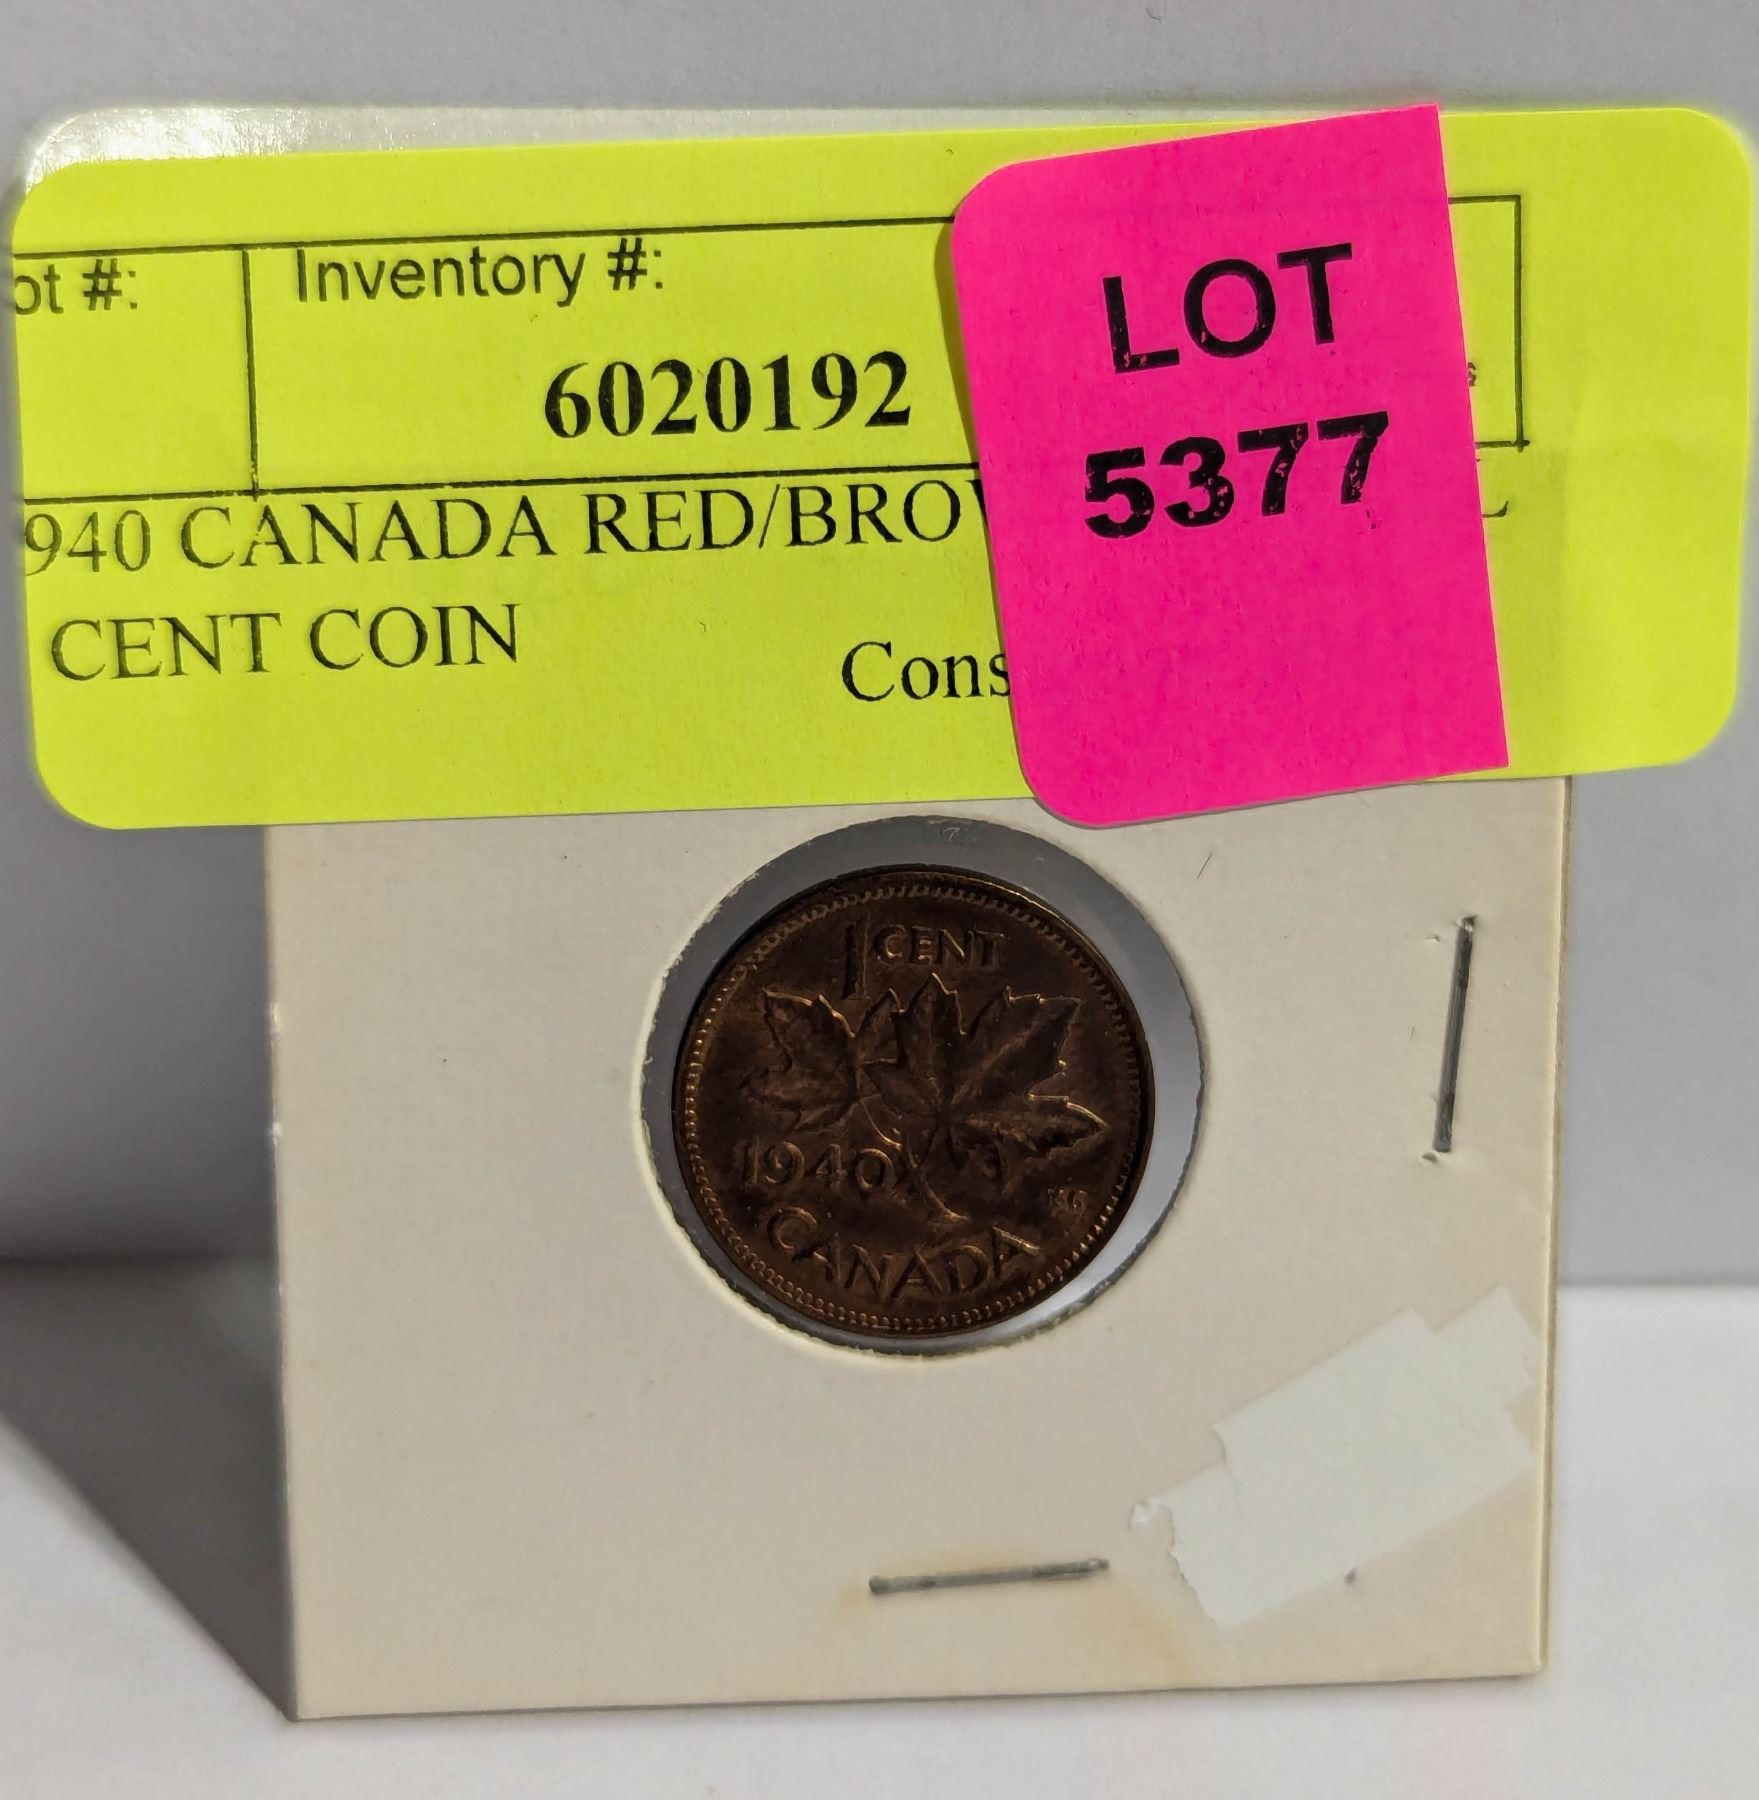 ot #:
Inventory #:
6020192
LOT
5377
940 CANADA RED/BROW
CENT COIN
Cons
1 CENT
1940
CANADA